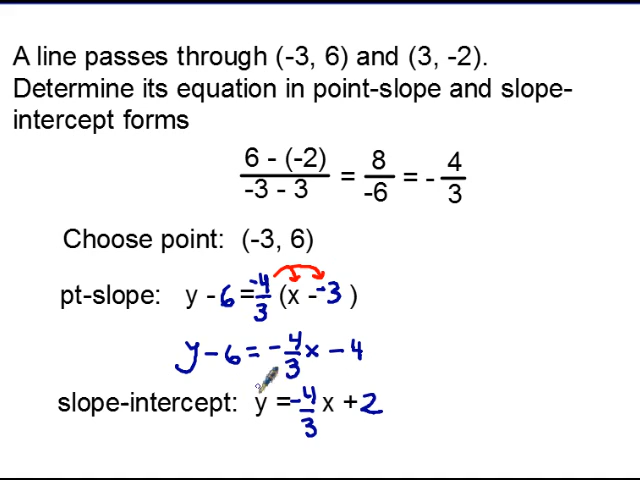 A line passes through (-3, 6) and (3, -2).
Determine its equation in point-slope and slope-
intercept forms
6 - (-2) / -3 - 3 = 8 / -6 = - 4 / 3
Choose point: (-3, 6)
pt-slope: y - 6 = -4/3 (x - -3 )
y - 6 = -4/3 x - 4
slope-intercept: y = -4/3 x + 2